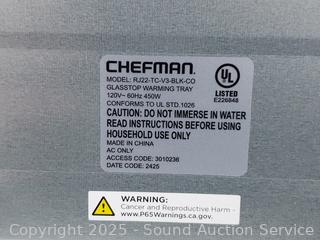 CHEFMAN.
MODEL: RJ22-TC-V3-BLK-CO
GLASSTOP WARMING TRAY
120V~ 60Hz 450W
CONFORMS TO UL STD.1026
CAUTION: DO NOT IMMERSE IN WATER
READ INSTRUCTIONS BEFORE USING
HOUSEHOLD USE ONLY
MADE IN CHINA
AC ONLY
ACCESS CODE: 3010236
DATE CODE: 2425
UL
LISTED
E226848
WARNING:
Cancer and Reproductive Harm -
www.P65Warnings.ca.gov.
Copyright 2025 - Sound Auction Service